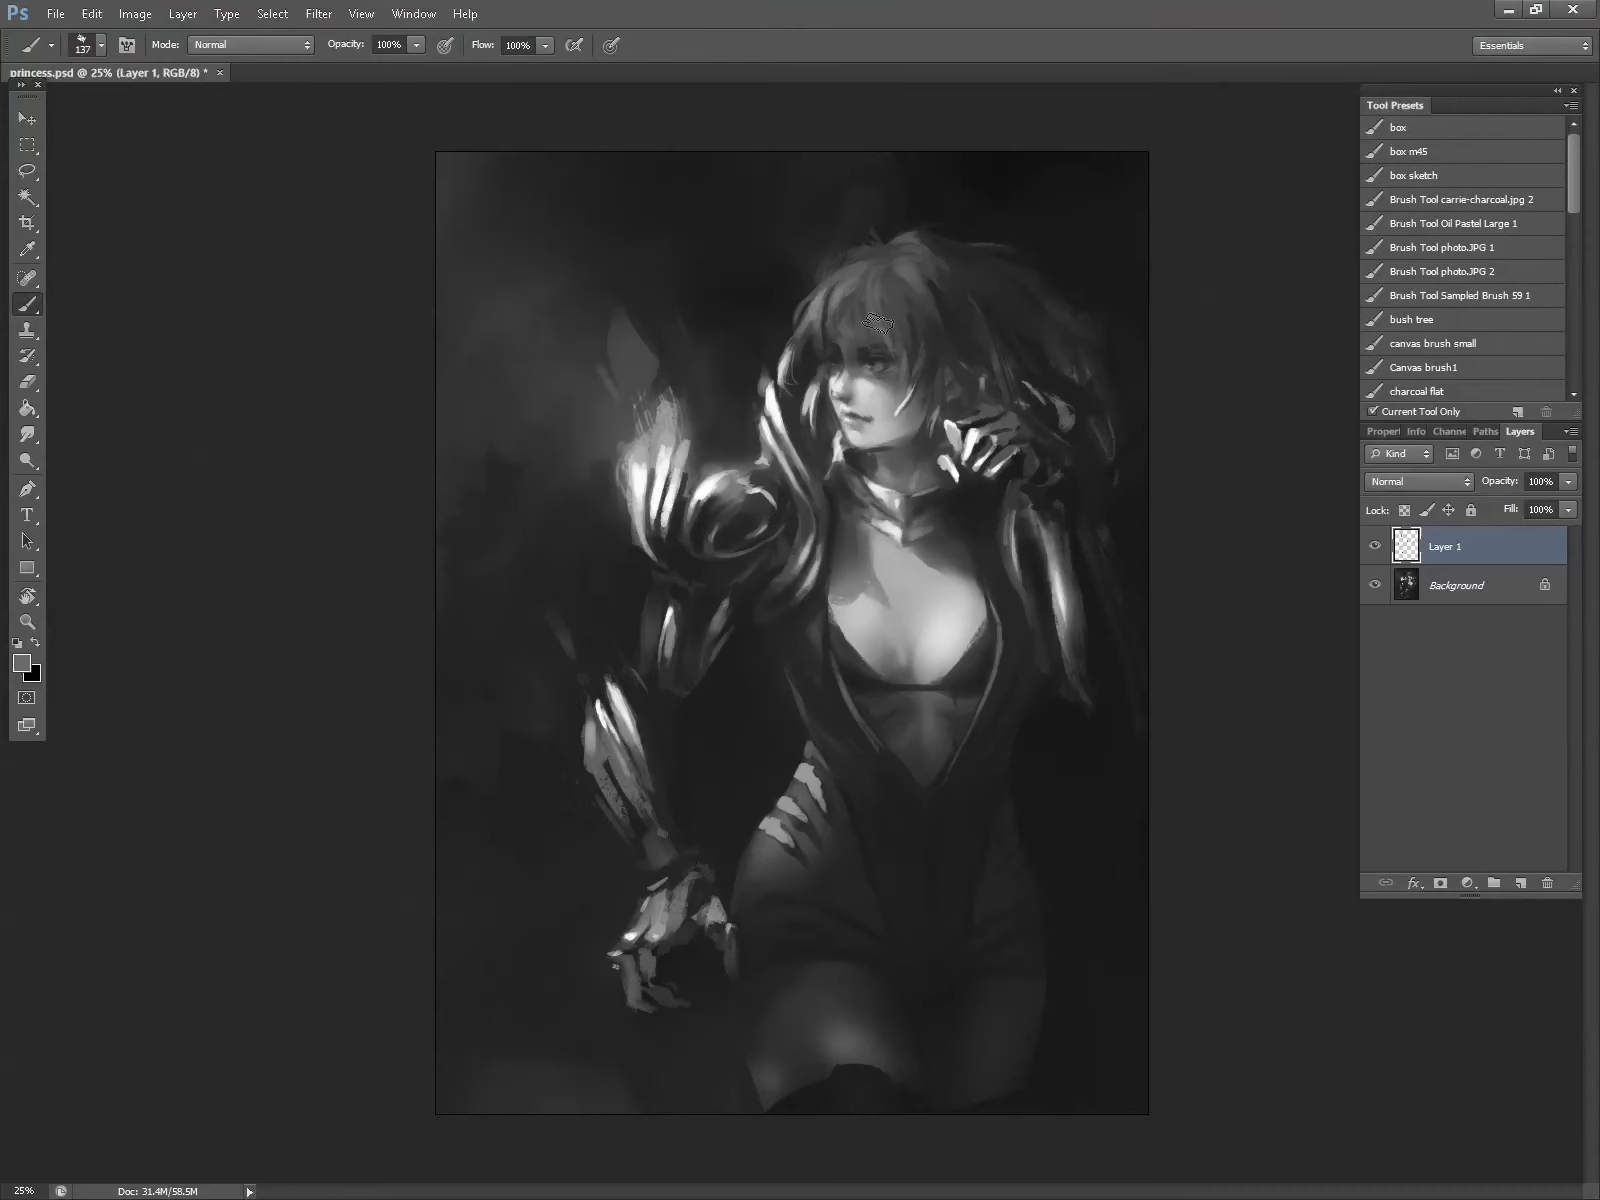 Ps File Edit Image Layer Type Select Filter View Window Help
137 Mode: Normal Opacity: 100% Flow: 100% Essentials
princess.psd @ 25% (Layer 1, RGB/8) * ×
Tool Presets
box
box m45
box sketch
Brush Tool carrie-charcoal.jpg 2
Brush Tool Oil Pastel Large 1
Brush Tool photo.JPG 1
Brush Tool photo.JPG 2
Brush Tool Sampled Brush 59 1
bush tree
canvas brush small
Canvas brush1
charcoal flat
Current Tool Only
Proper Info Channe Paths Layers
Kind T
Normal Opacity: 100%
Lock: Fill: 100%
Layer 1
Background
fx
T
25% Doc: 31.4M/58.5M